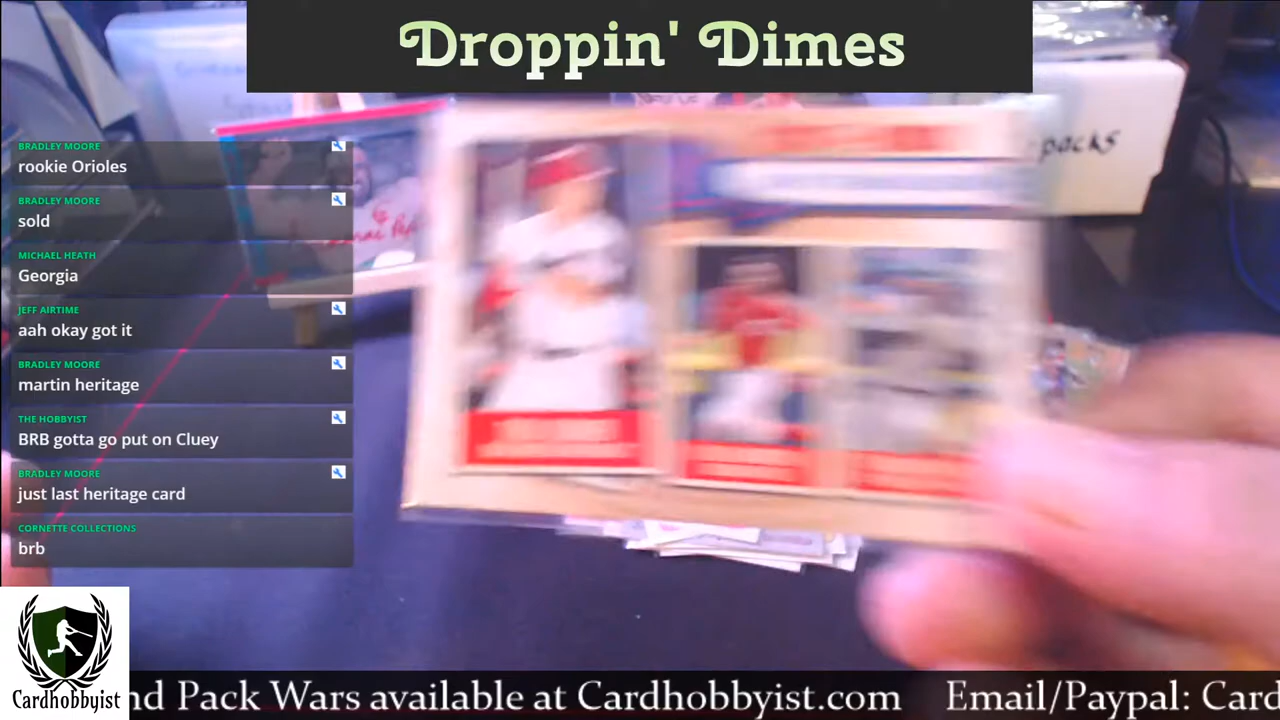 Droppin' Dimes
packs
BRADLEY MOORE
rookie Orioles
BRADLEY MOORE
sold
MICHAEL HEATH
Georgia
JEFF AIRTIME
aah okay got it
BRADLEY MOORE
martin heritage
THE HOBBYIST
BRB gotta go put on Cluey
BRADLEY MOORE
just last heritage card
CORNETTE COLLECTIONS
brb
Cardhobbyist
nd Pack Wars available at Cardhobbyist.com Email/Paypal: Card